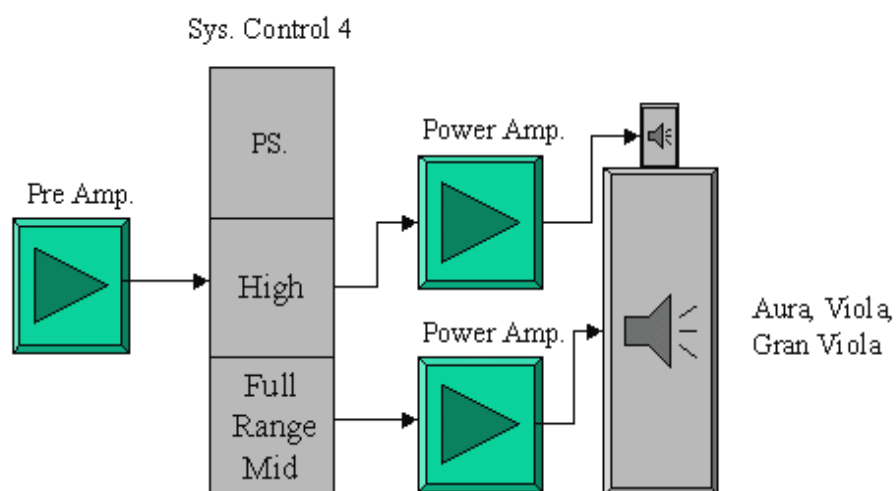 Sys. Control 4
PS.
Power Amp.
Pre Amp.
High
Aura, Viola,
Gran Viola
Power Amp.
Full
Range
Mid